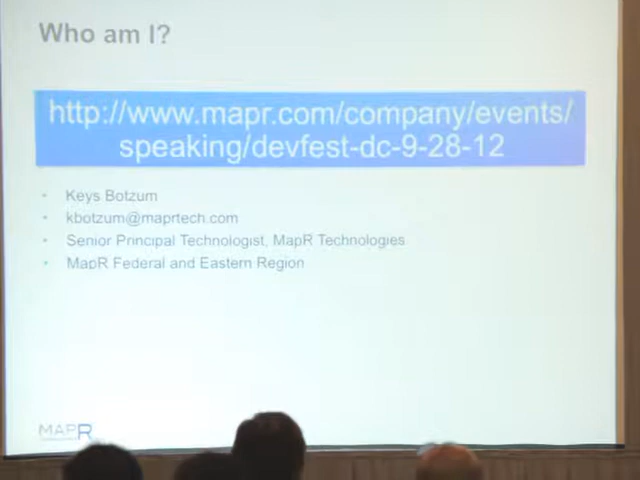 Who am I?
http://www.mapr.com/company/events/
speaking/devfest-dc-9-28-12
• Keys Botzum
• kbotzum@maprtech.com
• Senior Principal Technologist, MapR Technologies
• MapR Federal and Eastern Region
MAPR